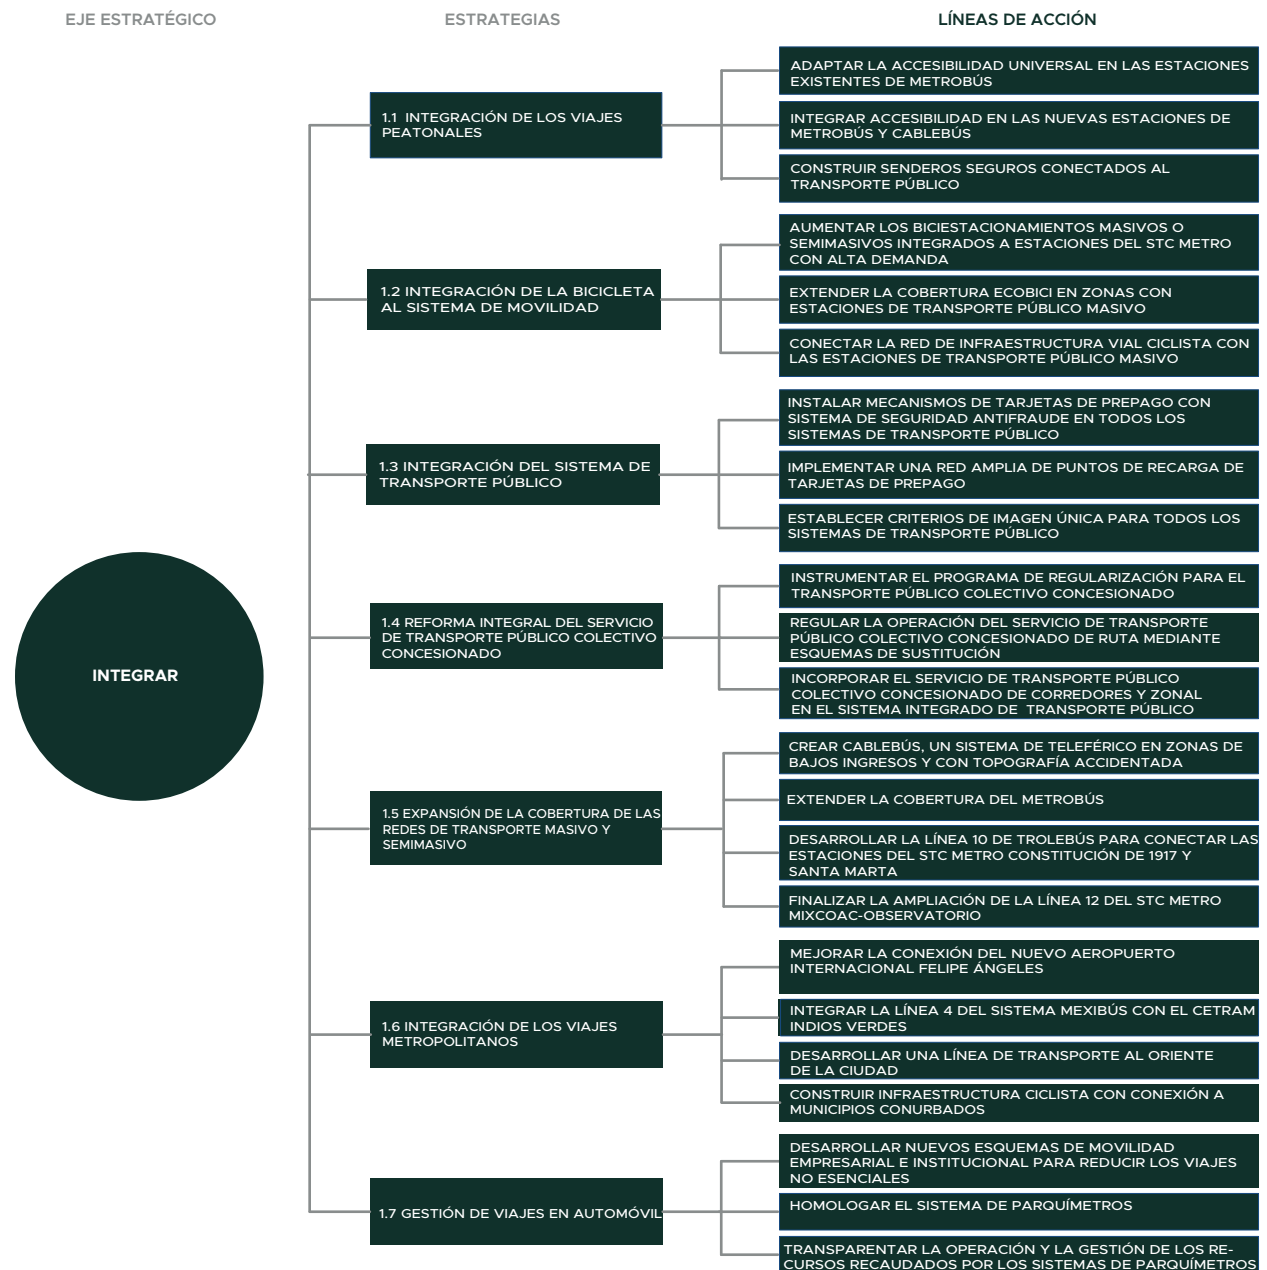 EJE ESTRATÉGICO
ESTRATEGIAS
LÍNEAS DE ACCIÓN
INTEGRAR
1.1 INTEGRACIÓN DE LOS VIAJES
PEATONALES
ADAPTAR LA ACCESIBILIDAD UNIVERSAL EN LAS ESTACIONES
EXISTENTES DE METROBÚS
INTEGRAR ACCESIBILIDAD EN LAS NUEVAS ESTACIONES DE
METROBÚS Y CABLEBÚS
CONSTRUIR SENDEROS SEGUROS CONECTADOS AL
TRANSPORTE PÚBLICO
1.2 INTEGRACIÓN DE LA BICICLETA
AL SISTEMA DE MOVILIDAD
AUMENTAR LOS BICIESTACIONAMIENTOS MASIVOS O
SEMIMASIVOS INTEGRADOS A ESTACIONES DEL STC METRO
CON ALTA DEMANDA
EXTENDER LA COBERTURA ECOBICI EN ZONAS CON
ESTACIONES DE TRANSPORTE PÚBLICO MASIVO
CONECTAR LA RED DE INFRAESTRUCTURA VIAL CICLISTA CON
LAS ESTACIONES DE TRANSPORTE PÚBLICO MASIVO
1.3 INTEGRACIÓN DEL SISTEMA DE
TRANSPORTE PÚBLICO
INSTALAR MECANISMOS DE TARJETAS DE PREPAGO CON
SISTEMA DE SEGURIDAD ANTIFRAUDE EN TODOS LOS
SISTEMAS DE TRANSPORTE PÚBLICO
IMPLEMENTAR UNA RED AMPLIA DE PUNTOS DE RECARGA DE
TARJETAS DE PREPAGO
ESTABLECER CRITERIOS DE IMAGEN ÚNICA PARA TODOS LOS
SISTEMAS DE TRANSPORTE PÚBLICO
1.4 REFORMA INTEGRAL DEL SERVICIO
DE TRANSPORTE PÚBLICO COLECTIVO
CONCESIONADO
INSTRUMENTAR EL PROGRAMA DE REGULARIZACIÓN PARA EL
TRANSPORTE PÚBLICO COLECTIVO CONCESIONADO
REGULAR LA OPERACIÓN DEL SERVICIO DE TRANSPORTE
PÚBLICO COLECTIVO CONCESIONADO DE RUTA MEDIANTE
ESQUEMAS DE SUSTITUCIÓN
INCORPORAR EL SERVICIO DE TRANSPORTE PÚBLICO
COLECTIVO CONCESIONADO DE CORREDORES Y ZONAL
EN EL SISTEMA INTEGRADO DE TRANSPORTE PÚBLICO
1.5 EXPANSIÓN DE LA COBERTURA DE LAS
REDES DE TRANSPORTE MASIVO Y
SEMIMASIVO
CREAR CABLEBÚS, UN SISTEMA DE TELEFÉRICO EN ZONAS DE
BAJOS INGRESOS Y CON TOPOGRAFÍA ACCIDENTADA
EXTENDER LA COBERTURA DEL METROBÚS
DESARROLLAR LA LÍNEA 10 DE TROLEBÚS PARA CONECTAR LAS
ESTACIONES DEL STC METRO CONSTITUCIÓN DE 1917 Y
SANTA MARTA
FINALIZAR LA AMPLIACIÓN DE LA LÍNEA 12 DEL STC METRO
MIXCOAC-OBSERVATORIO
1.6 INTEGRACIÓN DE LOS VIAJES
METROPOLITANOS
MEJORAR LA CONEXIÓN DEL NUEVO AEROPUERTO
INTERNACIONAL FELIPE ÁNGELES
INTEGRAR LA LÍNEA 4 DEL SISTEMA MEXIBÚS CON EL CETRAM
INDIOS VERDES
DESARROLLAR UNA LÍNEA DE TRANSPORTE AL ORIENTE
DE LA CIUDAD
CONSTRUIR INFRAESTRUCTURA CICLISTA CON CONEXIÓN A
MUNICIPIOS CONURBADOS
1.7 GESTIÓN DE VIAJES EN AUTOMÓVIL
DESARROLLAR NUEVOS ESQUEMAS DE MOVILIDAD
EMPRESARIAL E INSTITUCIONAL PARA REDUCIR LOS VIAJES
NO ESENCIALES
HOMOLOGAR EL SISTEMA DE PARQUÍMETROS
TRANSPARENTAR LA OPERACIÓN Y LA GESTIÓN DE LOS RE-
CURSOS RECAUDADOS POR LOS SISTEMAS DE PARQUÍMETROS